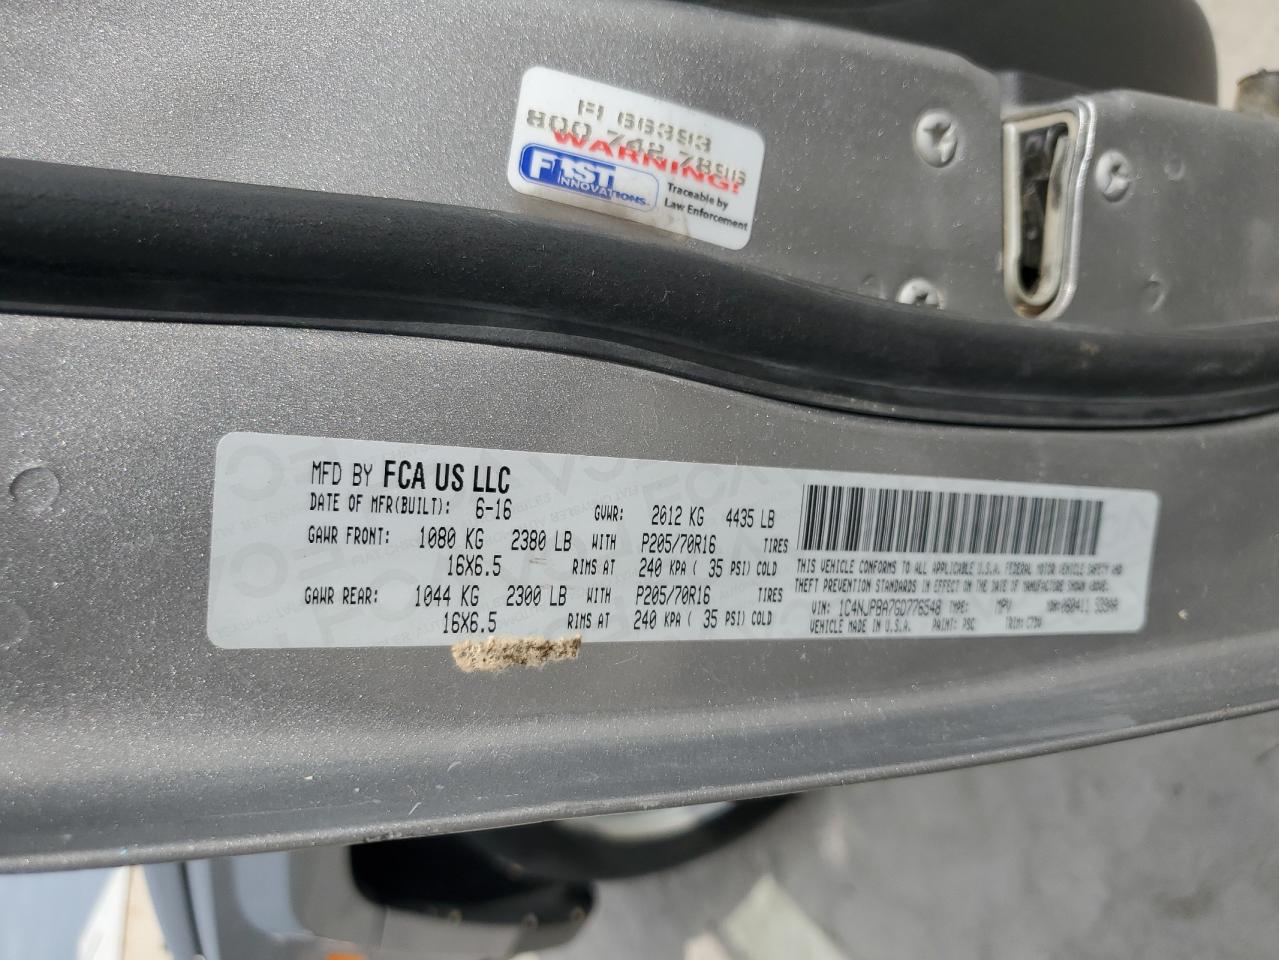 FI 66393
800 742 7896
WARNING!
FIRST INNOVATIONS
Traceable by
Law Enforcement
MFD BY FCA US LLC
DATE OF MFR(BUILT): 6-16 GVWR: 2012 KG 4435 LB
GAWR FRONT: 1080 KG 2380 LB WITH P205/70R16 TIRES
16X6.5 RIMS AT 240 KPA ( 35 PSI) COLD
GAWR REAR: 1044 KG 2300 LB WITH P205/70R16 TIRES
16X6.5 RIMS AT 240 KPA ( 35 PSI) COLD
THIS VEHICLE CONFORMS TO ALL APPLICABLE U.S.A. FEDERAL MOTOR VEHICLE SAFETY AND
THEFT PREVENTION STANDARDS IN EFFECT ON THE DATE OF MANUFACTURE SHOWN ABOVE.
VIN: 1C4NJPBA7GD776548 TYPE: MPV
VEHICLE MADE IN U.S.A. PAINT: PSC TRIM: